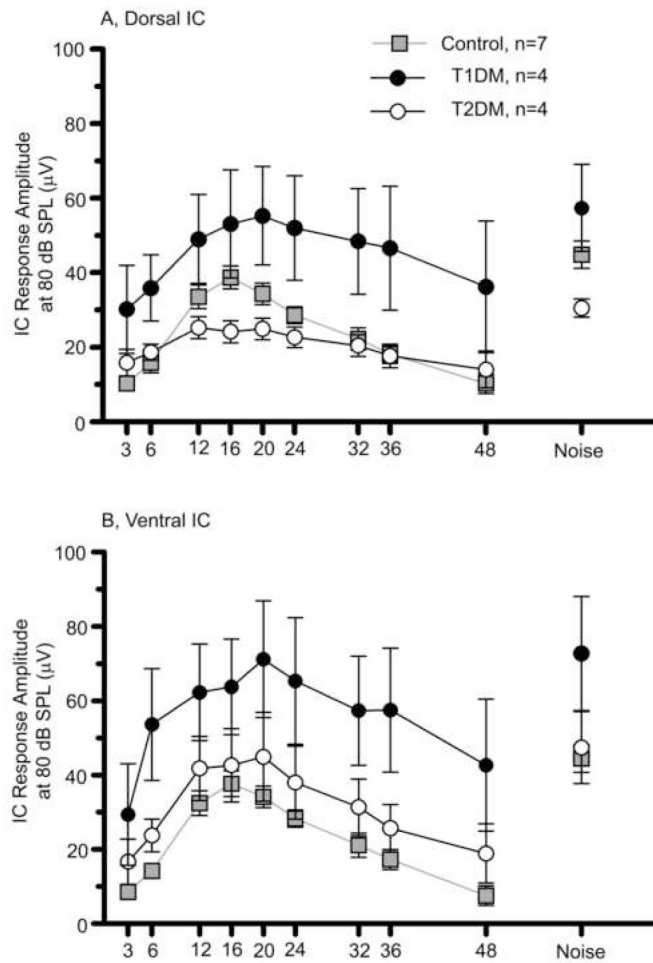 A, Dorsal IC
Control, n=7
T1DM, n=4
T2DM, n=4
IC Response Amplitude
at 80 dB SPL (μV)
100
80
60
40
20
0
3 6 12 16 20 24 32 36 48 Noise
B, Ventral IC
IC Response Amplitude
at 80 dB SPL (μV)
100
80
60
40
20
0
3 6 12 16 20 24 32 36 48 Noise